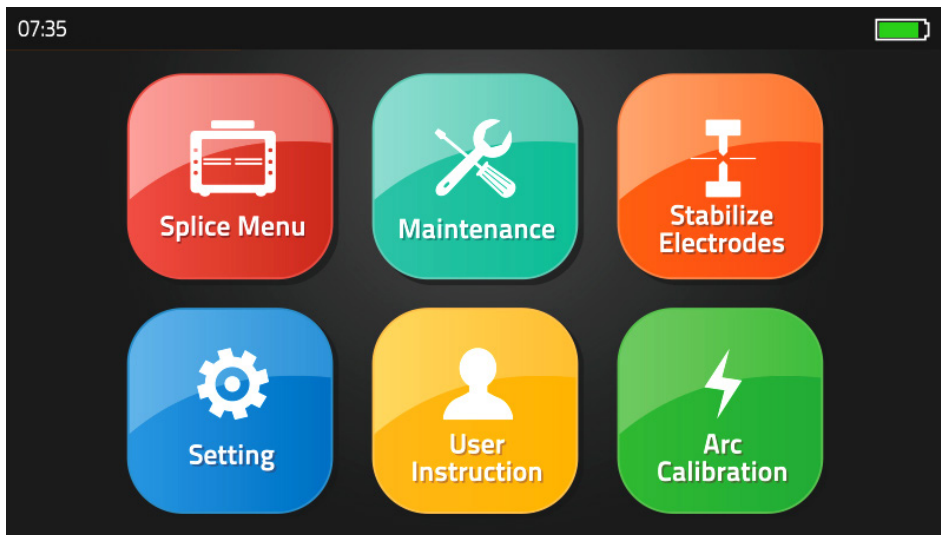 07:35
Splice Menu
Maintenance
Stabilize
Electrodes
Setting
User
Instruction
Arc
Calibration